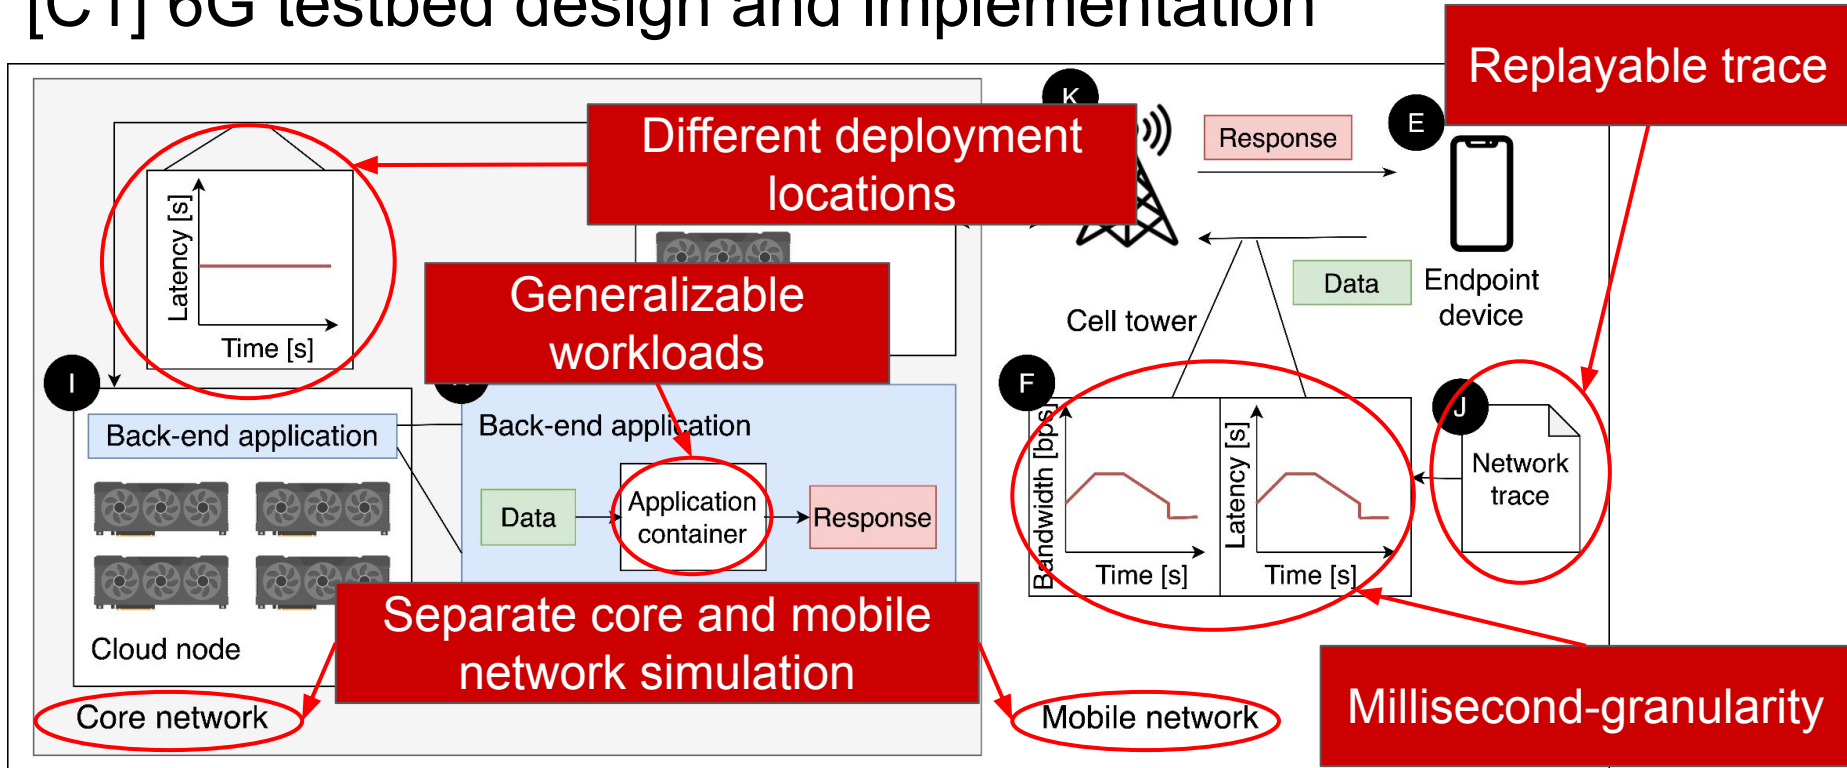 [C1] 6G testbed design and implementation
Replayable trace
K
Different deployment
locations
Response
E
Latency [s]
Time [s]
Generalizable
workloads
Data
Endpoint
device
Cell tower
I
F
J
Back-end application
Back-end application
Data
Application
container
Response
Bandwidth [bps]
Time [s]
Latency [s]
Time [s]
Network
trace
Cloud node
Separate core and mobile
network simulation
Millisecond-granularity
Core network
Mobile network